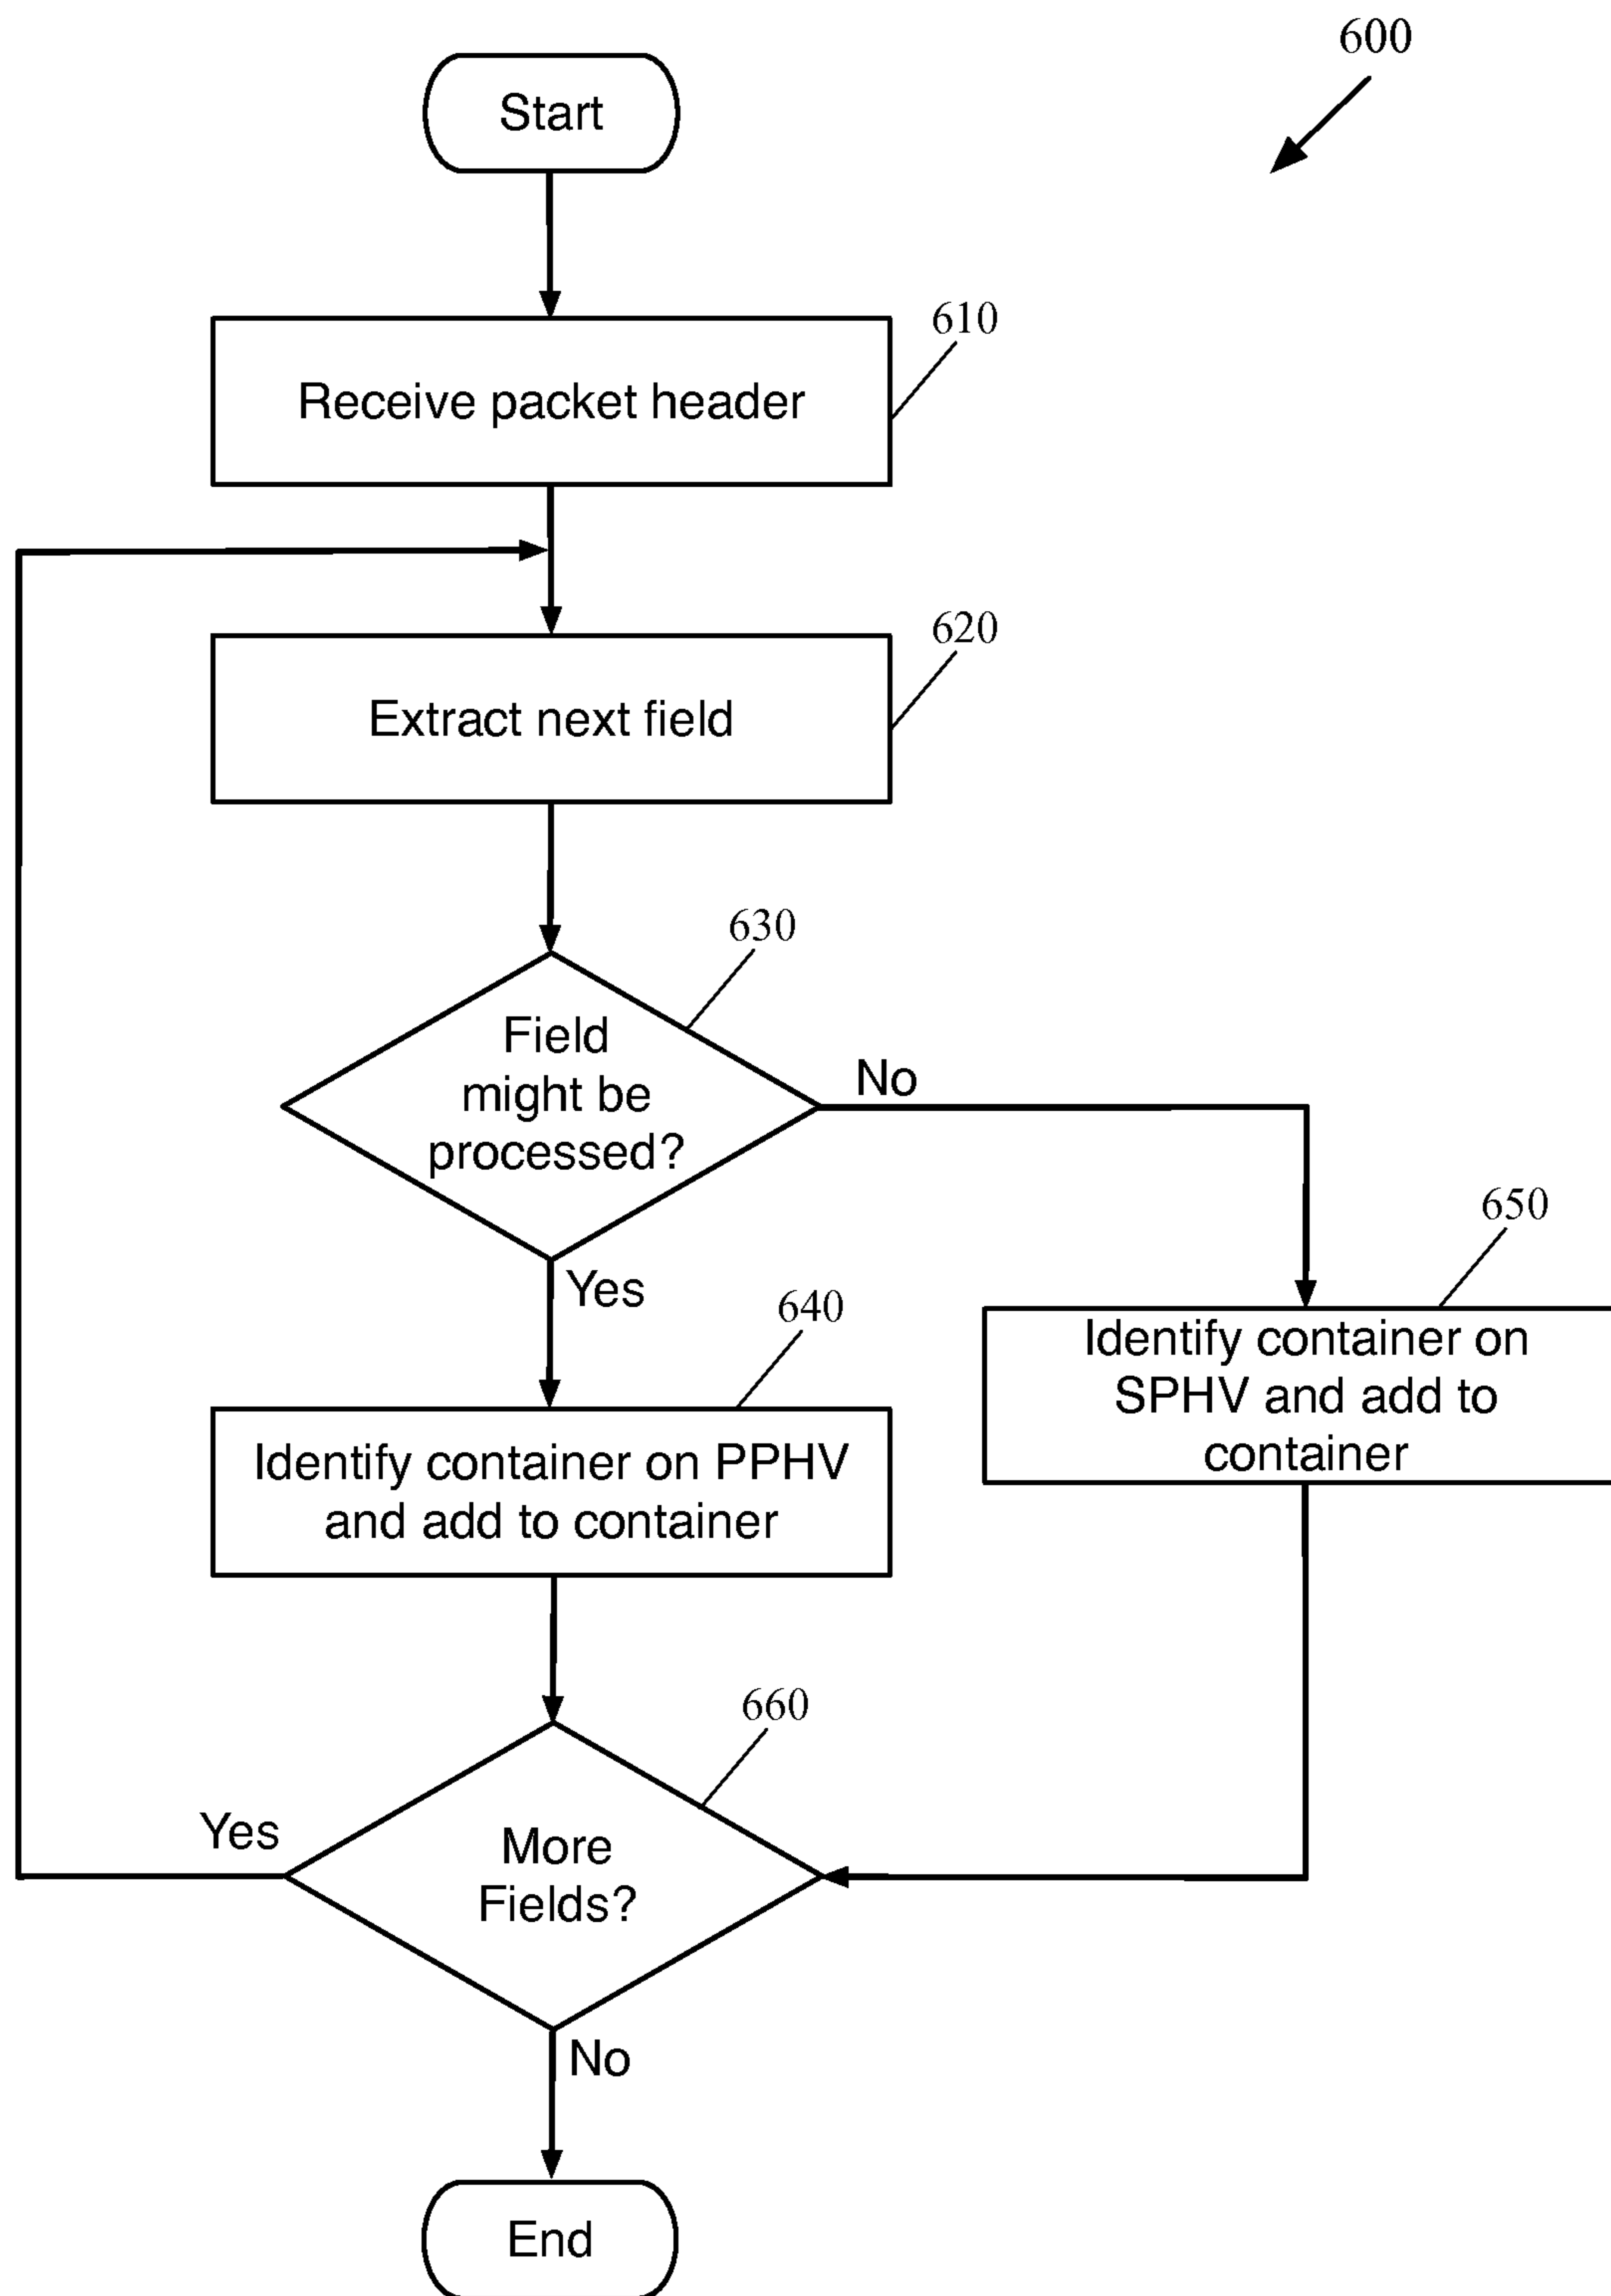 600
Start
610
Receive packet header
620
Extract next field
630
Field
might be
processed?
No
Yes
650
Identify container on
SPHV and add to
container
640
Identify container on PPHV
and add to container
660
Yes
More
Fields?
No
End